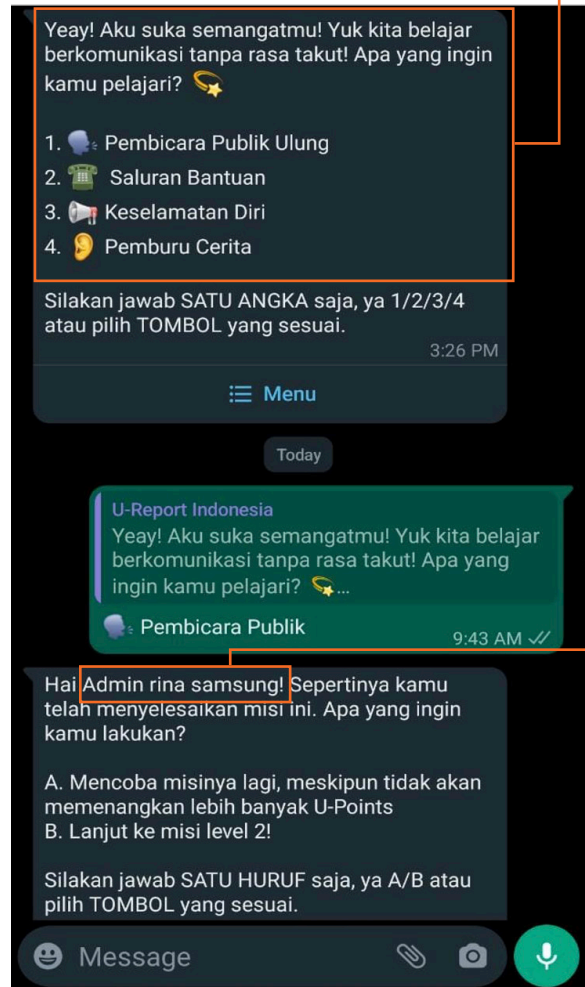 Yeay! Aku suka semangatmu! Yuk kita belajar
berkomunikasi tanpa rasa takut! Apa yang ingin
kamu pelajari? 💫
1. 🗣️ Pembicara Publik Ulung
2. ☎️ Saluran Bantuan
3. 📢 Keselamatan Diri
4. 👂 Pemburu Cerita
Silakan jawab SATU ANGKA saja, ya 1/2/3/4
atau pilih TOMBOL yang sesuai.
3:26 PM
Menu
Today
U-Report Indonesia
Yeay! Aku suka semangatmu! Yuk kita belajar
berkomunikasi tanpa rasa takut! Apa yang
ingin kamu pelajari? 💫...
🗣️ Pembicara Publik
9:43 AM
Hai Admin rina samsung! Sepertinya kamu
telah menyelesaikan misi ini. Apa yang ingin
kamu lakukan?
A. Mencoba misinya lagi, meskipun tidak akan
memenangkan lebih banyak U-Points
B. Lanjut ke misi level 2!
Silakan jawab SATU HURUF saja, ya A/B atau
pilih TOMBOL yang sesuai.
Message